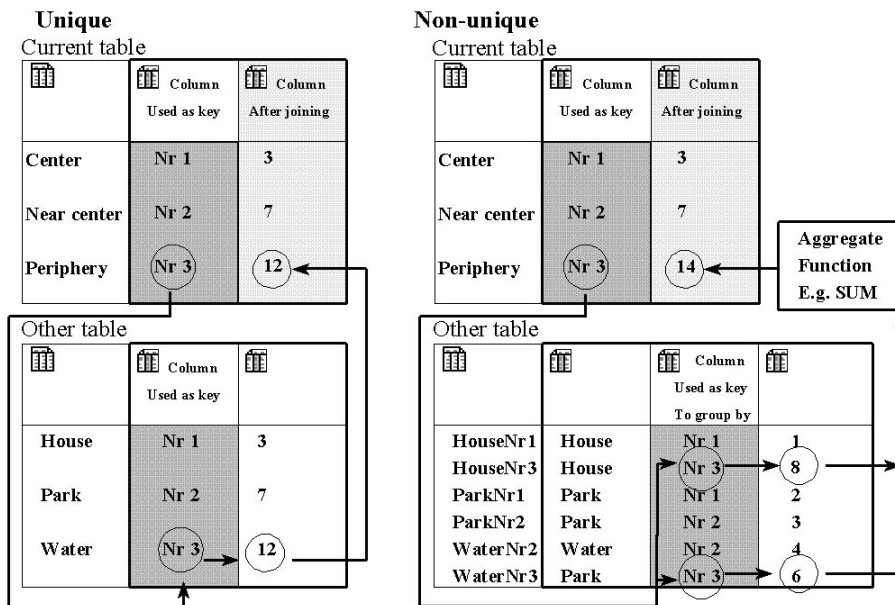 Unique
Current table
Column Column
Used as key After joining
Center Nr 1 3
Near center Nr 2 7
Periphery Nr 3 12
Other table
Column
Used as key
House Nr 1 3
Park Nr 2 7
Water Nr 3 12
Non-unique
Current table
Column Column
Used as key After joining
Center Nr 1 3
Near center Nr 2 7
Periphery Nr 3 14
Aggregate
Function
E.g. SUM
Other table
Column
Used as key
To group by
HouseNr1 House Nr 1 1
HouseNr3 House Nr 3 8
ParkNr1 Park Nr 1 2
ParkNr2 Park Nr 2 3
WaterNr2 Water Nr 2 4
WaterNr3 Park Nr 3 6